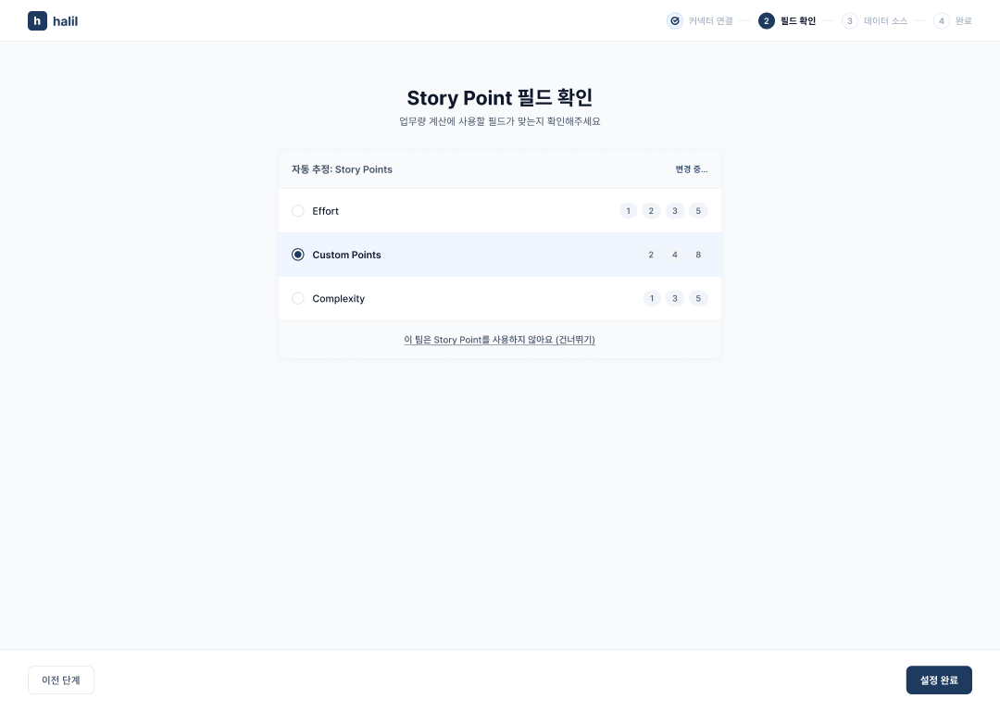 h halil
커넥터 연결
2 필드 확인
3 데이터 소스
4 완료
Story Point 필드 확인
업무량 계산에 사용할 필드가 맞는지 확인해주세요
자동 추정: Story Points 변경 중...
Effort 1 2 3 5
Custom Points 2 4 8
Complexity 1 3 5
이 팀은 Story Point를 사용하지 않아요 (건너뛰기)
이전 단계 설정 완료